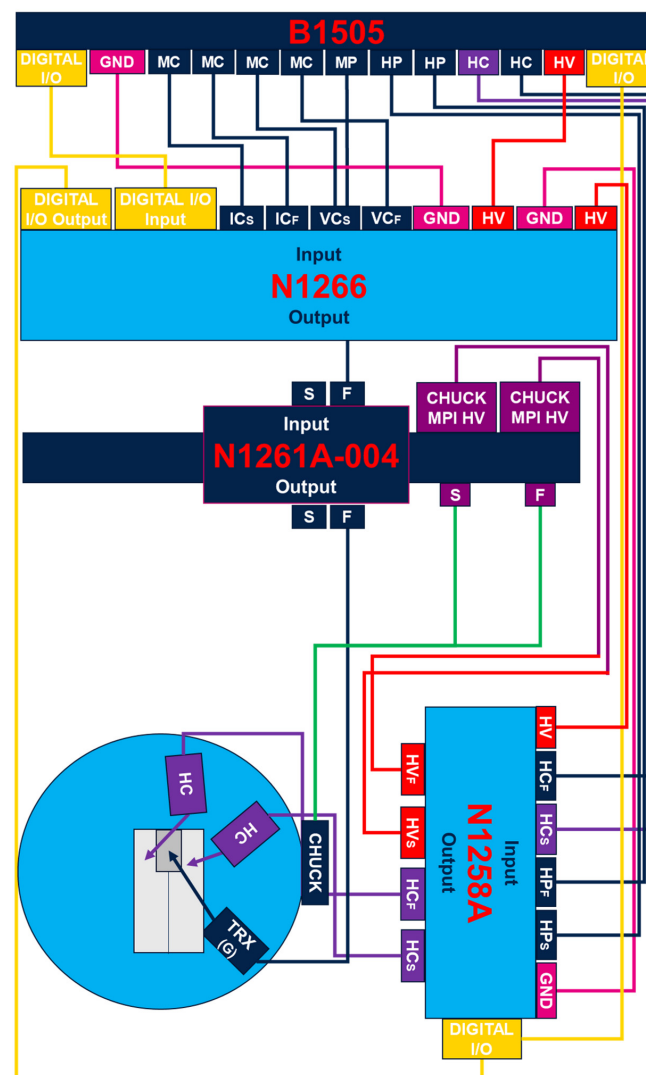 B1505
DIGITAL
I/O
GND
MC
MC
MC
MC
MP
HP
HP
HC
HC
HV
DIGITAL
I/O
DIGITAL
I/O Output
DIGITAL I/O
Input
ICS
ICF
VCS
VCF
GND
HV
GND
HV
Input
N1266
Output
S
F
CHUCK
MPI HV
CHUCK
MPI HV
Input
N1261A-004
Output
S
F
S
F
HC
HC
CHUCK
TRX
(G)
HVF
HVS
HCF
HCS
Input
N1258A
Output
HV
HCF
HCS
HPF
HPS
GND
DIGITAL
I/O